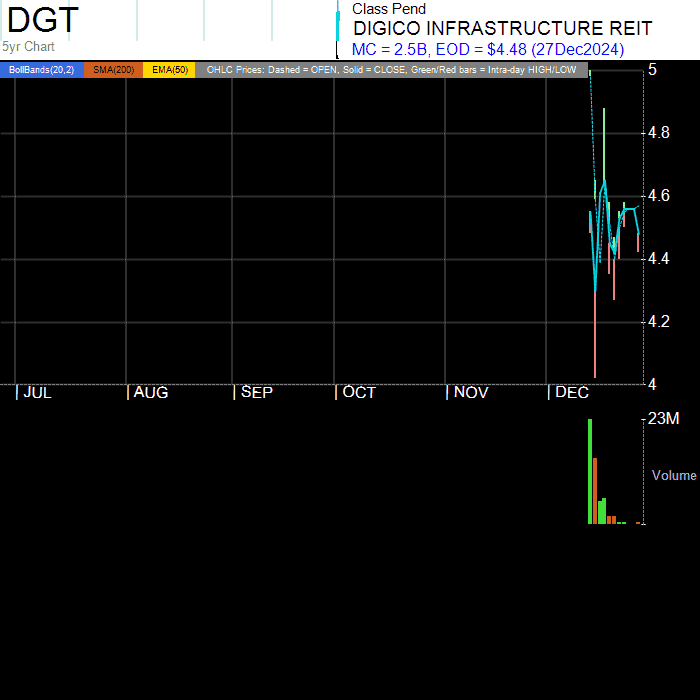 DGT
5yr Chart
Class Pend
DIGICO INFRASTRUCTURE REIT
MC = 2.5B, EOD = $4.48 (27Dec2024)
BollBands(20,2) SMA(200) EMA(50) OHLC Prices: Dashed = OPEN, Solid = CLOSE, Green/Red bars = Intra-day HIGH/LOW
5
4.8
4.6
4.4
4.2
4
JUL AUG SEP OCT NOV DEC
23M
Volume